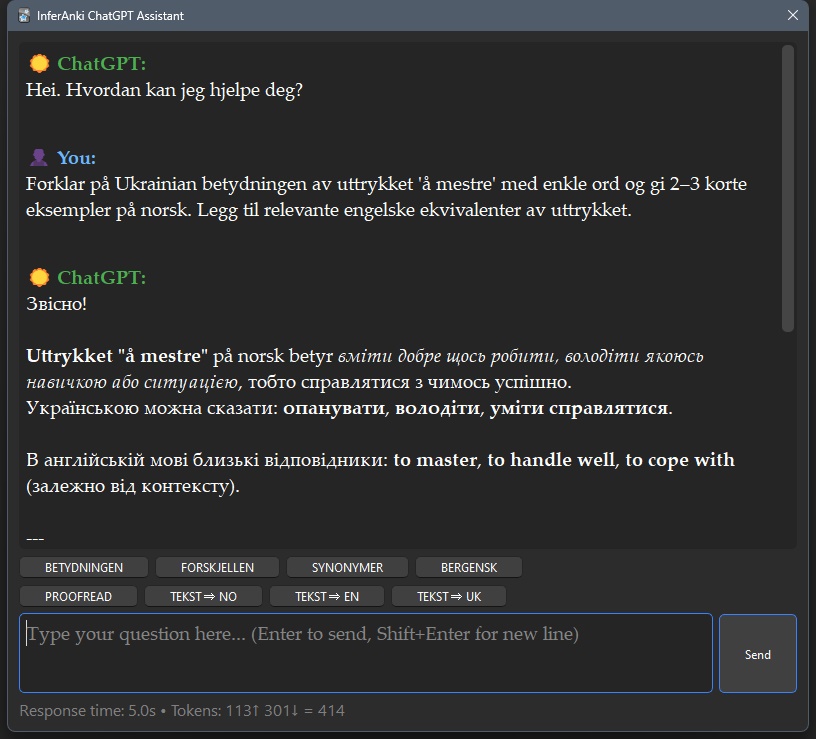 InferAnki ChatGPT Assistant
ChatGPT:
Hei. Hvordan kan jeg hjelpe deg?
You:
Forklar på Ukrainian betydningen av uttrykket 'å mestre' med enkle ord og gi 2–3 korte
eksempler på norsk. Legg til relevante engelske ekvivalenter av uttrykket.
ChatGPT:
Звісно!
Uttrykket "å mestre" på norsk betyr вміти добре щось робити, володіти якоюсь
навичкою або ситуацією, тобто справлятися з чимось успішно.
Українською можна сказати: опанувати, володіти, уміти справлятися.
В англійській мові близькі відповідники: to master, to handle well, to cope with
(залежно від контексту).
---
BETYDNINGEN FORSKJELLEN SYNONYMER BERGENSK
PROOFREAD TEKST⇒ NO TEKST⇒ EN TEKST⇒ UK
Type your question here... (Enter to send, Shift+Enter for new line)
Send
Response time: 5.0s • Tokens: 113↑ 301↓ = 414